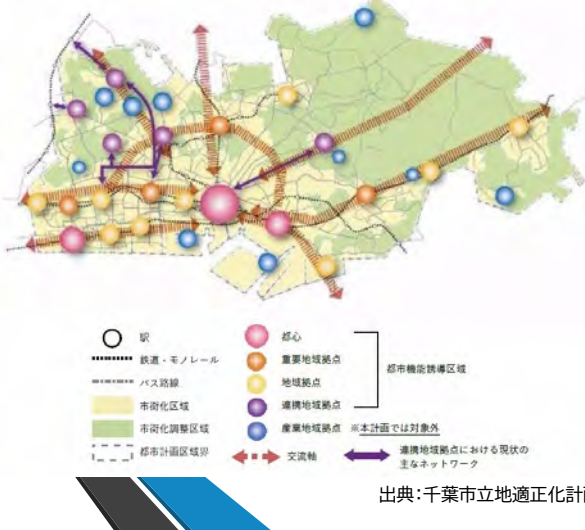 駅
鉄道・モノレール
バス路線
市街化区域
市街化調整区域
都市計画区域界
都心
重要地域拠点
地域拠点
連携地域拠点
産業地域拠点 ※本計画では対象外
交流軸
都市機能誘導区域
連携地域拠点における現状の
主なネットワーク
出典:千葉市立地適正化計